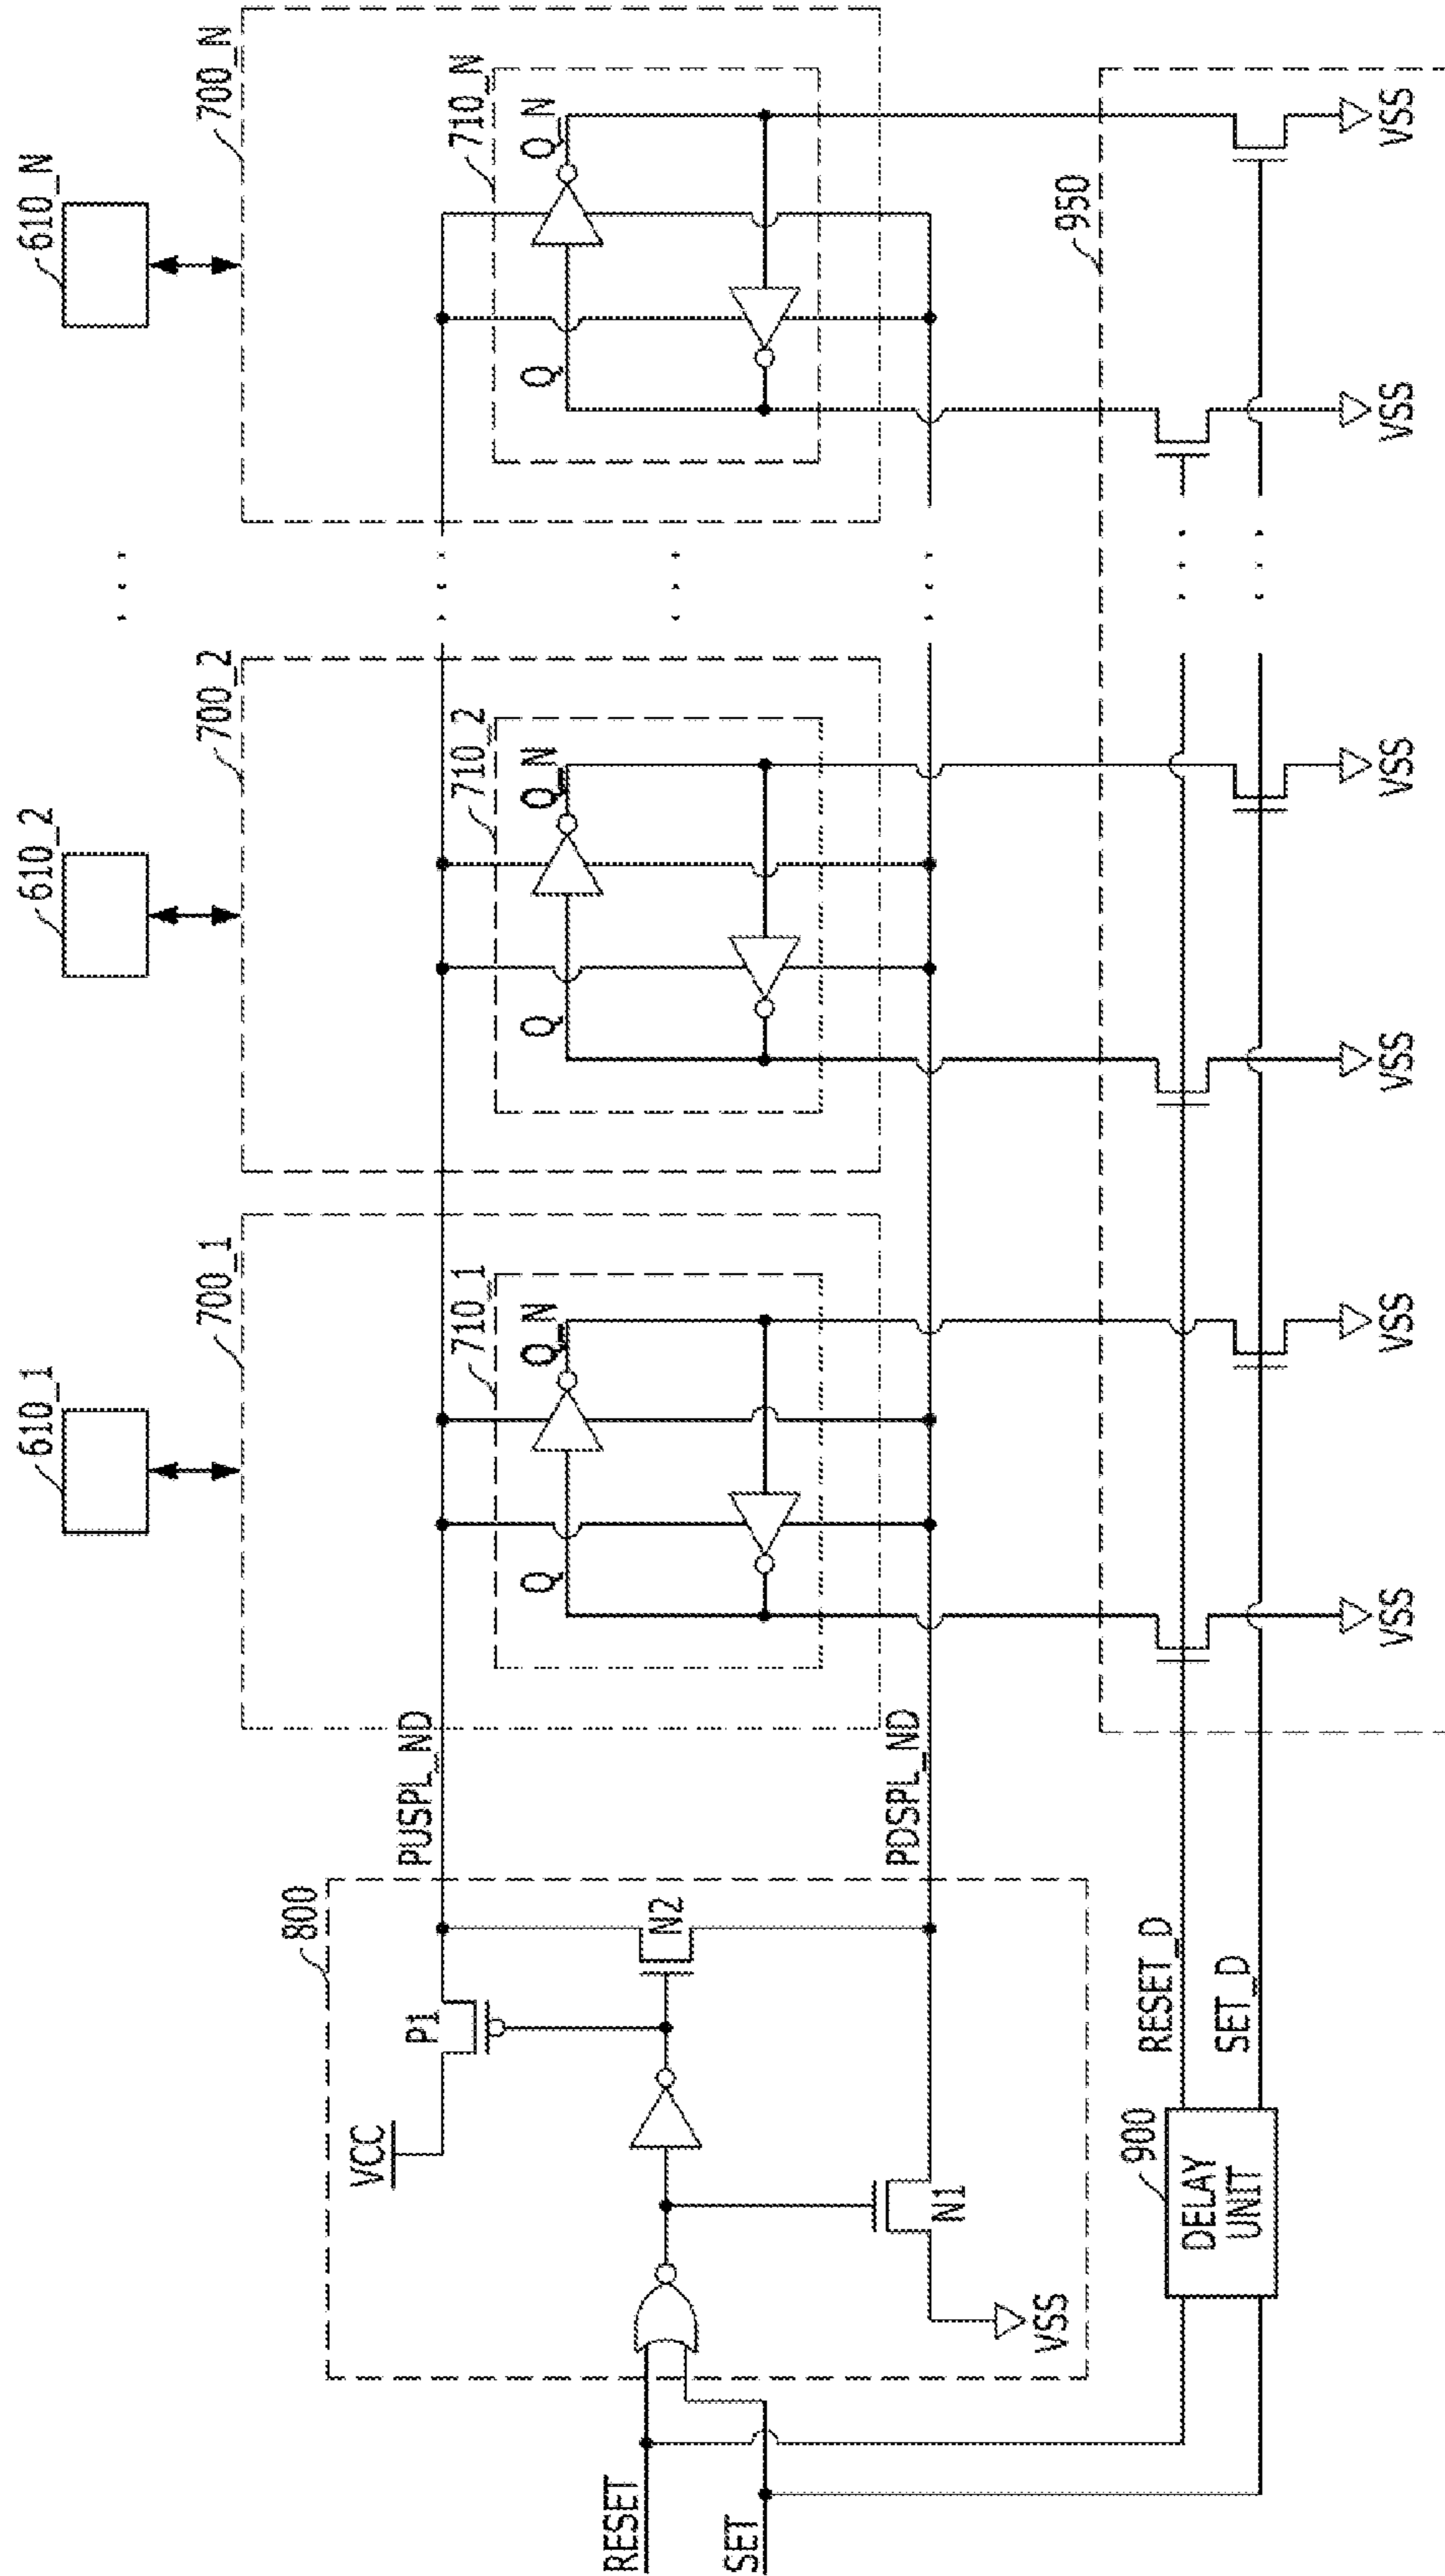 610_1
610_2
610_N
700_1
700_2
700_N
800
VCC
P1
N2
N1
VSS
PUSPL_ND
PDSPL_ND
710_1
Q
Q_N
710_2
Q
Q_N
710_N
Q
Q_N
RESET
SET
900
DELAY
UNIT
RESET_D
SET_D
950
VSS
VSS
VSS
VSS
VSS
VSS